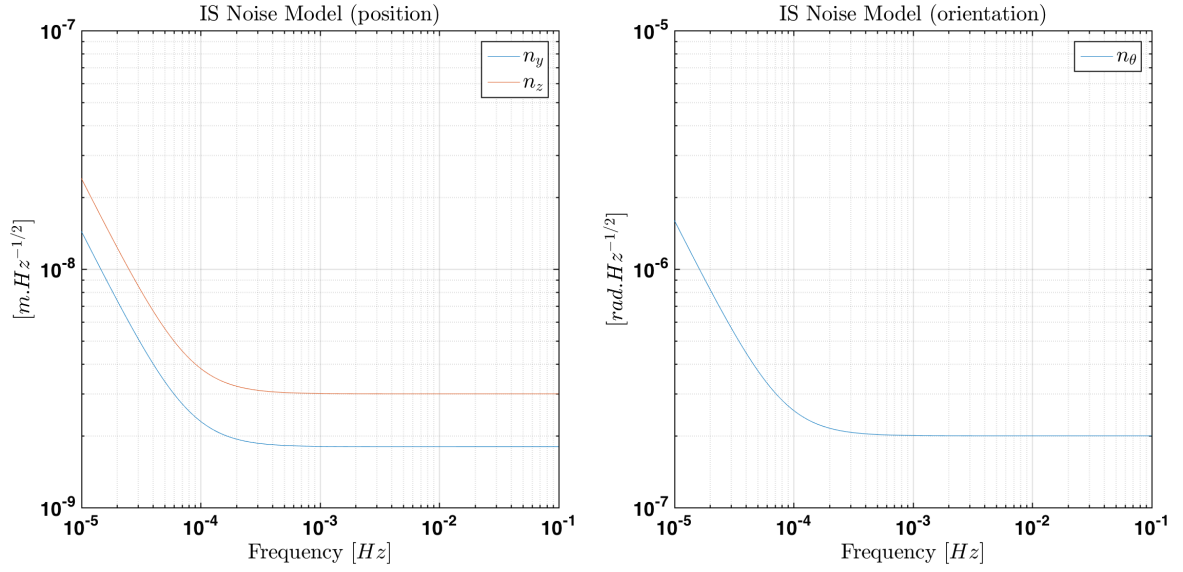 IS Noise Model (position)
10^-7
10^-8
10^-9
[m.Hz^{-1/2}]
n_y
n_z
10^-5 10^-4 10^-3 10^-2 10^-1
Frequency [Hz]
IS Noise Model (orientation)
10^-5
10^-6
10^-7
[rad.Hz^{-1/2}]
n_θ
10^-5 10^-4 10^-3 10^-2 10^-1
Frequency [Hz]